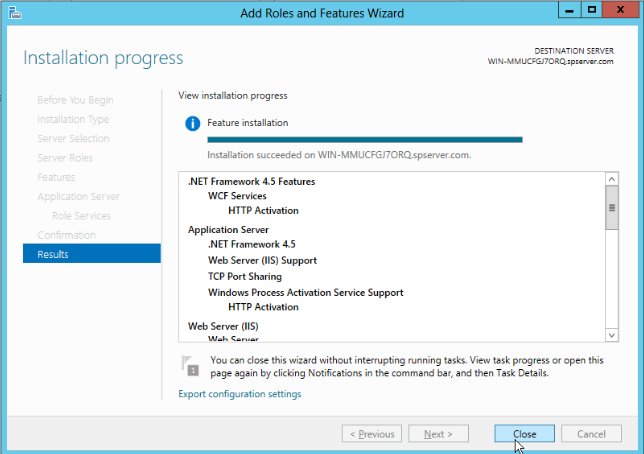 Add Roles and Features Wizard
Installation progress
DESTINATION SERVER
WIN-MMUCFGJ7ORQ.spserver.com
Before You Begin
Installation Type
Server Selection
Server Roles
Features
Application Server
Role Services
Confirmation
Results
View installation progress
Feature installation
Installation succeeded on WIN-MMUCFGJ7ORQ.spserver.com.
.NET Framework 4.5 Features
WCF Services
HTTP Activation
Application Server
.NET Framework 4.5
Web Server (IIS) Support
TCP Port Sharing
Windows Process Activation Service Support
HTTP Activation
Web Server (IIS)
Web Server
1
You can close this wizard without interrupting running tasks. View task progress or open this
page again by clicking Notifications in the command bar, and then Task Details.
Export configuration settings
< Previous
Next >
Close
Cancel